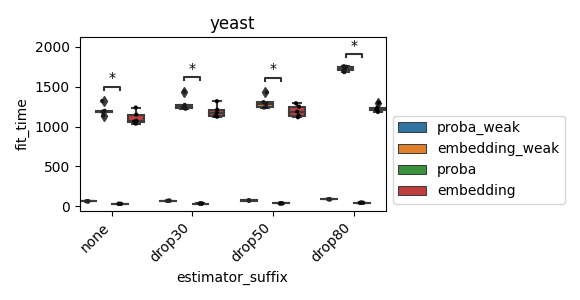 yeast
fit_time
2000
1500
1000
500
0
*
*
*
*
none
drop30
drop50
drop80
estimator_suffix
proba_weak
embedding_weak
proba
embedding